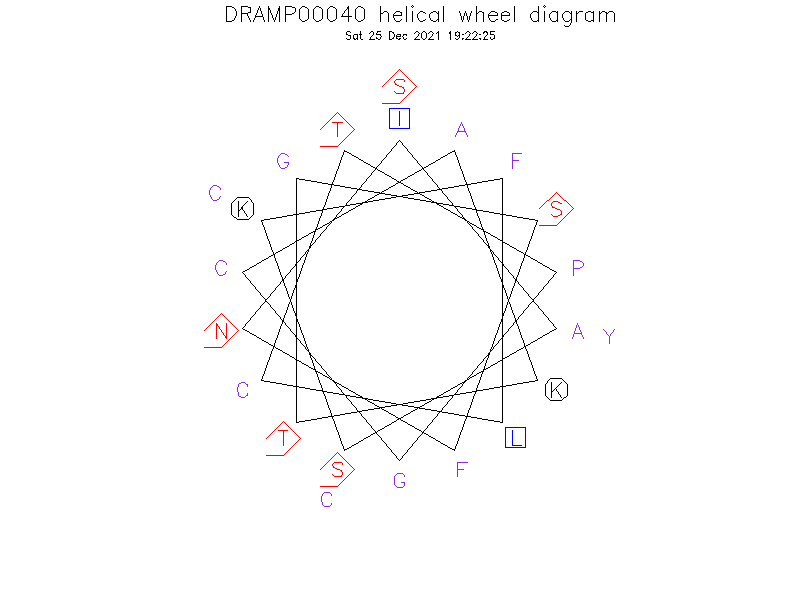 DRAMP00040 helical wheel diagram
Sat 25 Dec 2021 19:22:25
S
I
T
A
G
F
C
K
S
C
P
N
A
Y
C
K
T
L
S
F
G
C